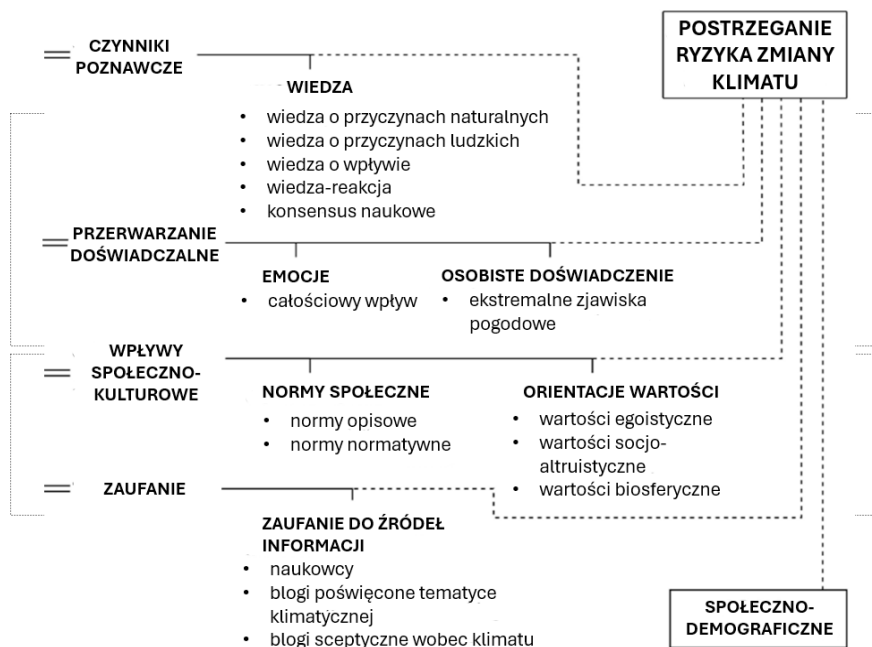 POSTRZEGANIE
RYZYKA ZMIANY
KLIMATU
CZYNNIKI
POZNAWCZE
WIEDZA
• wiedza o przyczynach naturalnych
• wiedza o przyczynach ludzkich
• wiedza o wpływie
• wiedza-reakcja
• konsensus naukowe
PRZERWARZANIE
DOŚWIADCZALNE
EMOCJE
• całościowy wpływ
OSOBISTE DOŚWIADCZENIE
• ekstremalne zjawiska
pogodowe
WPŁYWY
SPOŁECZNO-
KULTUROWE
NORMY SPOŁECZNE
• normy opisowe
• normy normatywne
ORIENTACJE WARTOŚCI
• wartości egoistyczne
• wartości socjo-
altruistyczne
• wartości biosferyczne
ZAUFANIE
ZAUFANIE DO ŹRÓDEŁ
INFORMACJI
• naukowcy
• blogi poświęcone tematyce
klimatycznej
• blogi sceptyczne wobec klimatu
SPOŁECZNO-
DEMOGRAFICZNE